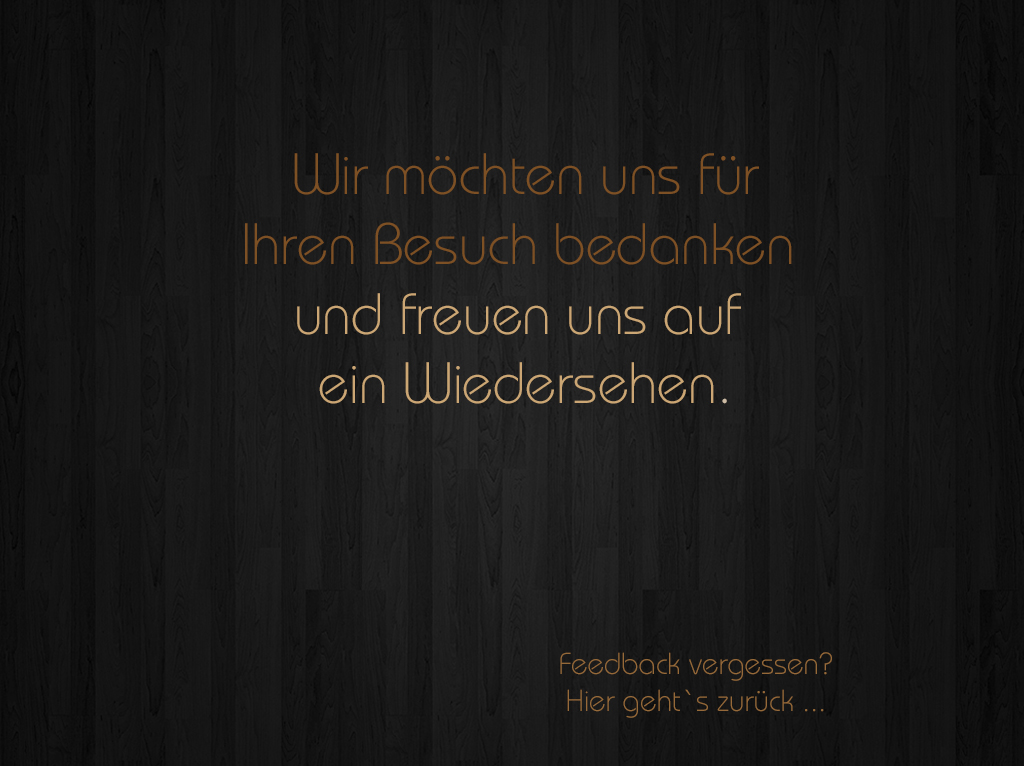 Wir möchten uns für
Ihren Besuch bedanken
und freuen uns auf
ein Wiedersehen.
Feedback vergessen?
Hier geht`s zurück ...